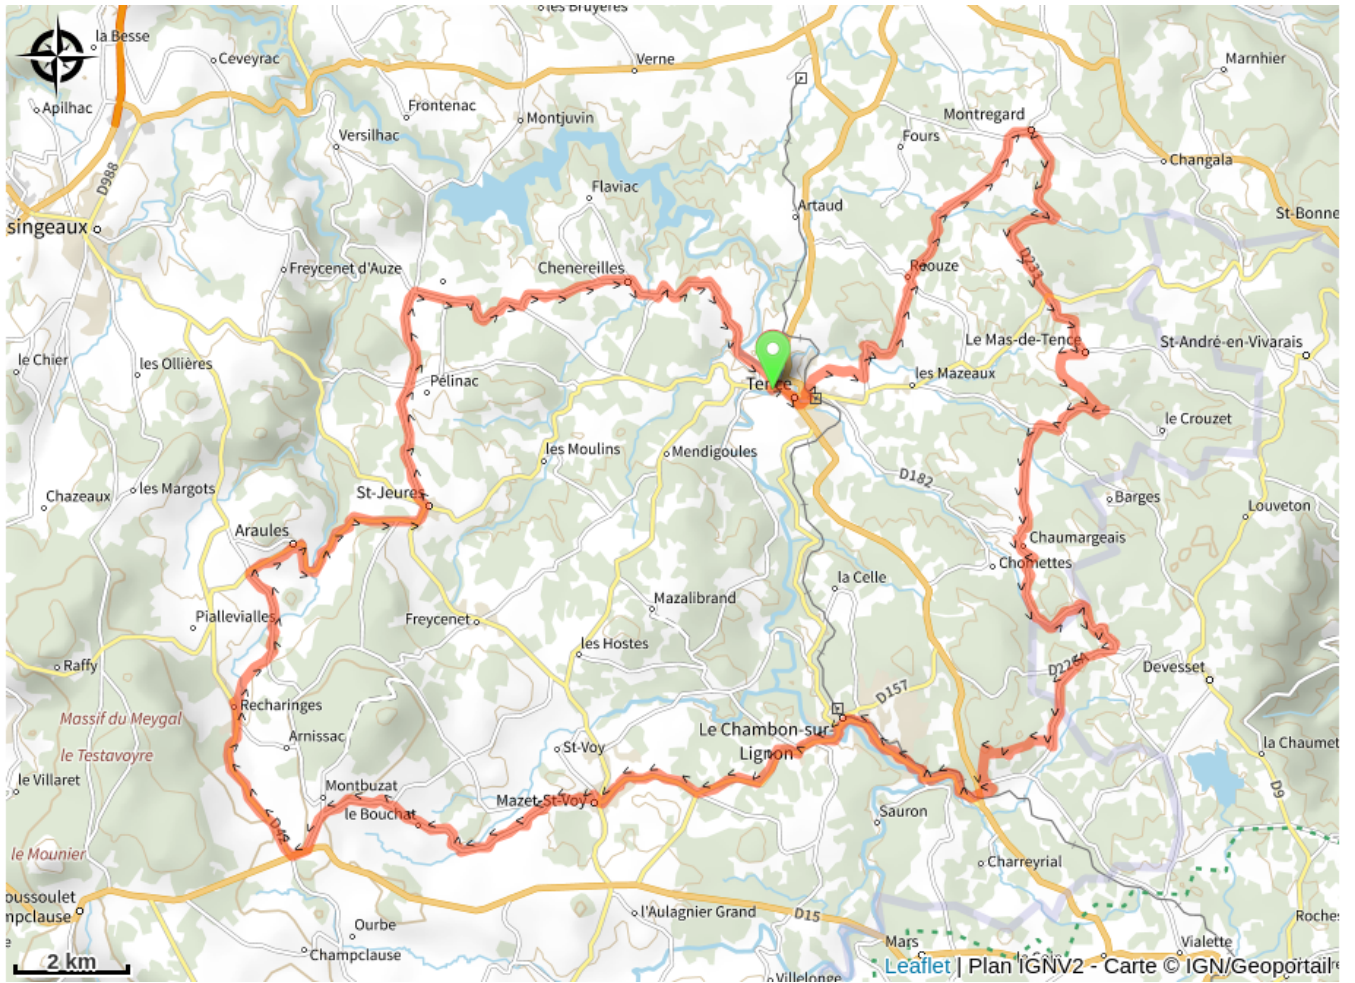 les Bruyères
la Besse
Ceveyrac
Verne
Marnhier
Apilhac
Frontenac
Montjuvin
Montregard
Versilhac
Fours
Changala
D988
Flaviac
Artaud
St-Bonne
singeaux
Freycenet d'Auze
Chenereilles
Réouze
D233
Le Mas-de-Tence
St-André-en-Vivarais
le Chier
les Ollières
Pélinac
Tence
les Mazeaux
le Crouzet
les Moulins
Mendigoules
D182
Chazeaux
les Margots
St-Jeures
Barges
Louveton
Araules
Chaumargeais
Chomettes
la Celle
Piallevialles
Freycenet
Mazalibrand
les Hostes
Raffy
Devesset
Recharinges
D157
Massif du Meygal
Arnissac
le Testavoyre
Le Chambon-sur-
Lignon
St-Voy
la Chaumet
le Villaret
Montbuzat
Mazet-St-Voy
D9
le Bouchat
Sauron
le Mounier
Charreyrial
oussoulet
mpclause
l'Aulagnier Grand
D15
Roches
Ourbe
Champclause
Mars
Vialette
Villelonge
2 km
Leaflet | Plan IGNV2 - Carte © IGN/Geoportail